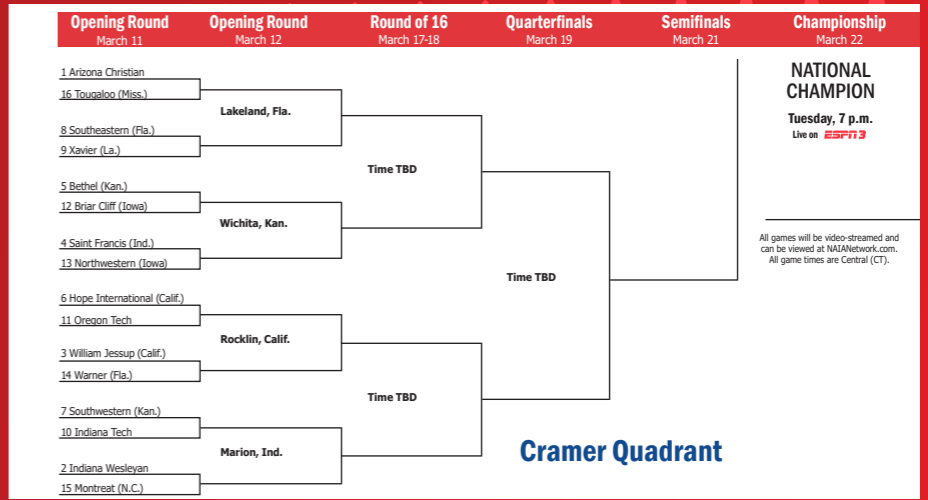 Opening Round
March 11
Opening Round
March 12
Round of 16
March 17-18
Quarterfinals
March 19
Semifinals
March 21
Championship
March 22
1 Arizona Christian
16 Tougaloo (Miss.)
Lakeland, Fla.
8 Southeastern (Fla.)
9 Xavier (La.)
Time TBD
5 Bethel (Kan.)
12 Briar Cliff (Iowa)
Wichita, Kan.
4 Saint Francis (Ind.)
13 Northwestern (Iowa)
Time TBD
6 Hope International (Calif.)
11 Oregon Tech
Rocklin, Calif.
3 William Jessup (Calif.)
14 Warner (Fla.)
Time TBD
7 Southwestern (Kan.)
10 Indiana Tech
Marion, Ind.
2 Indiana Wesleyan
15 Montreat (N.C.)
NATIONAL
CHAMPION
Tuesday, 7 p.m.
Live on ESPN3
All games will be video-streamed and
can be viewed at NAIANetwork.com.
All game times are Central (CT).
Cramer Quadrant